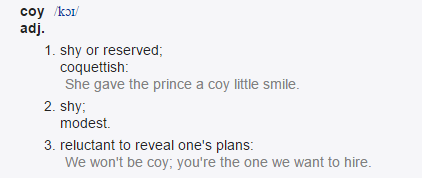 coy /kɔɪ/
adj.
1. shy or reserved;
coquettish:
She gave the prince a coy little smile.
2. shy;
modest.
3. reluctant to reveal one's plans:
We won't be coy; you're the one we want to hire.